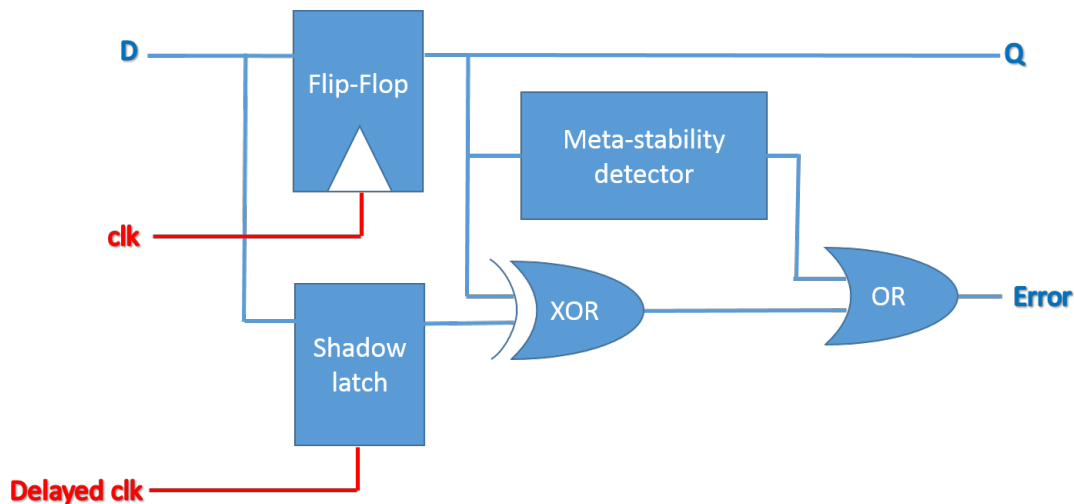 D
Q
Flip-Flop
Meta-stability
detector
clk
XOR
OR
Error
Shadow
latch
Delayed clk